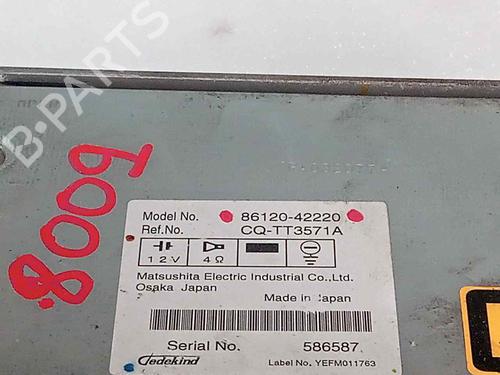 B-PARTS
8009
Model No. 86120-42220
Ref.No. CQ-TT3571A
12V 4Ω
Matsushita Electric Industrial Co.,Ltd.
Osaka Japan
Made in Japan
Serial No. 586587
Gedekind Label No. YEFM011763